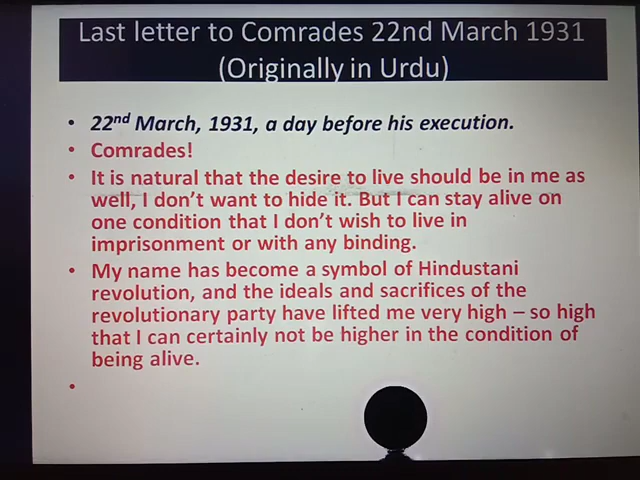 Last letter to Comrades 22nd March 1931
(Originally in Urdu)
• 22nd March, 1931, a day before his execution.
• Comrades!
• It is natural that the desire to live should be in me as
well, I don't want to hide it. But I can stay alive on
one condition that I don't wish to live in
imprisonment or with any binding.
• My name has become a symbol of Hindustani
revolution, and the ideals and sacrifices of the
revolutionary party have lifted me very high – so high
that I can certainly not be higher in the condition of
being alive.
•